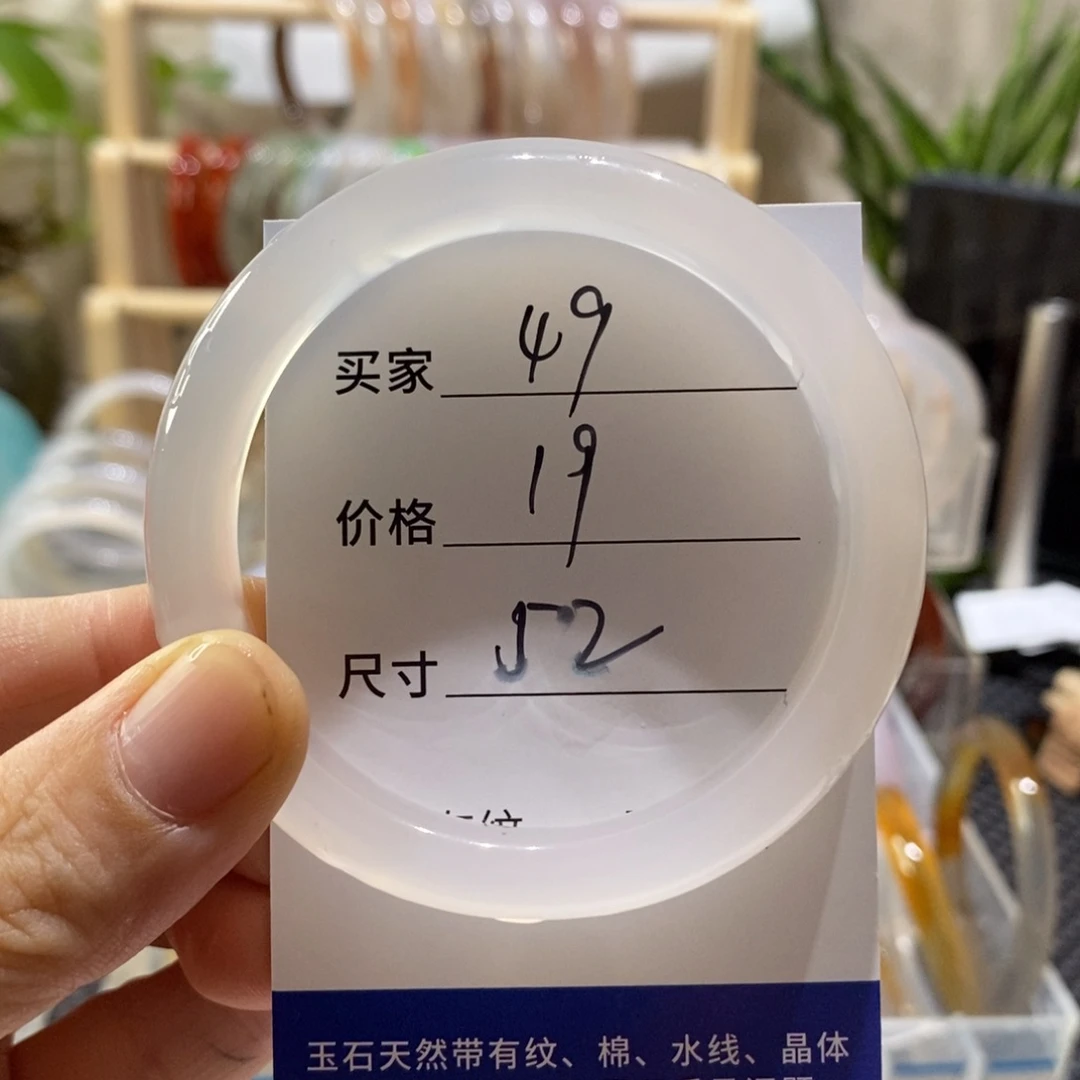 买家 49
价格 19
尺寸 52
玉石天然带有纹、棉、水线、晶体